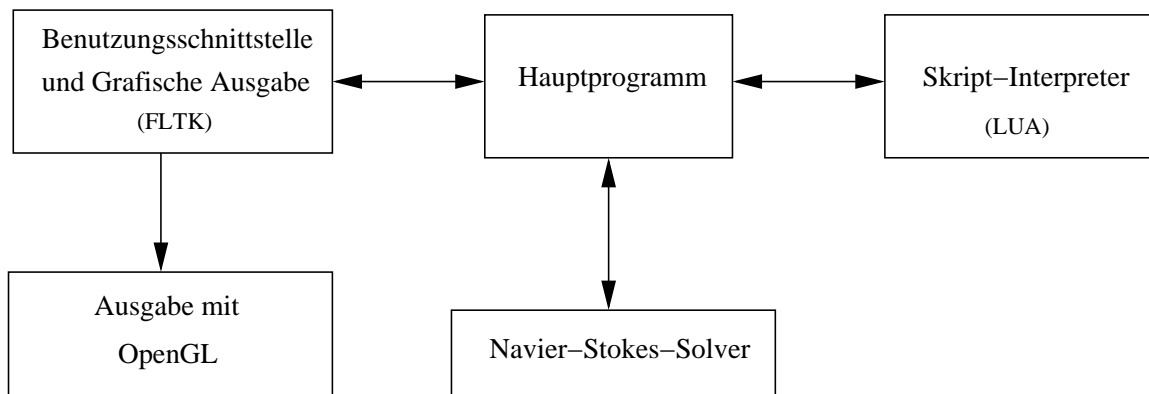 Benutzungsschnittstelle
und Grafische Ausgabe
(FLTK)
Hauptprogramm
Skript–Interpreter
(LUA)
Ausgabe mit
OpenGL
Navier–Stokes–Solver